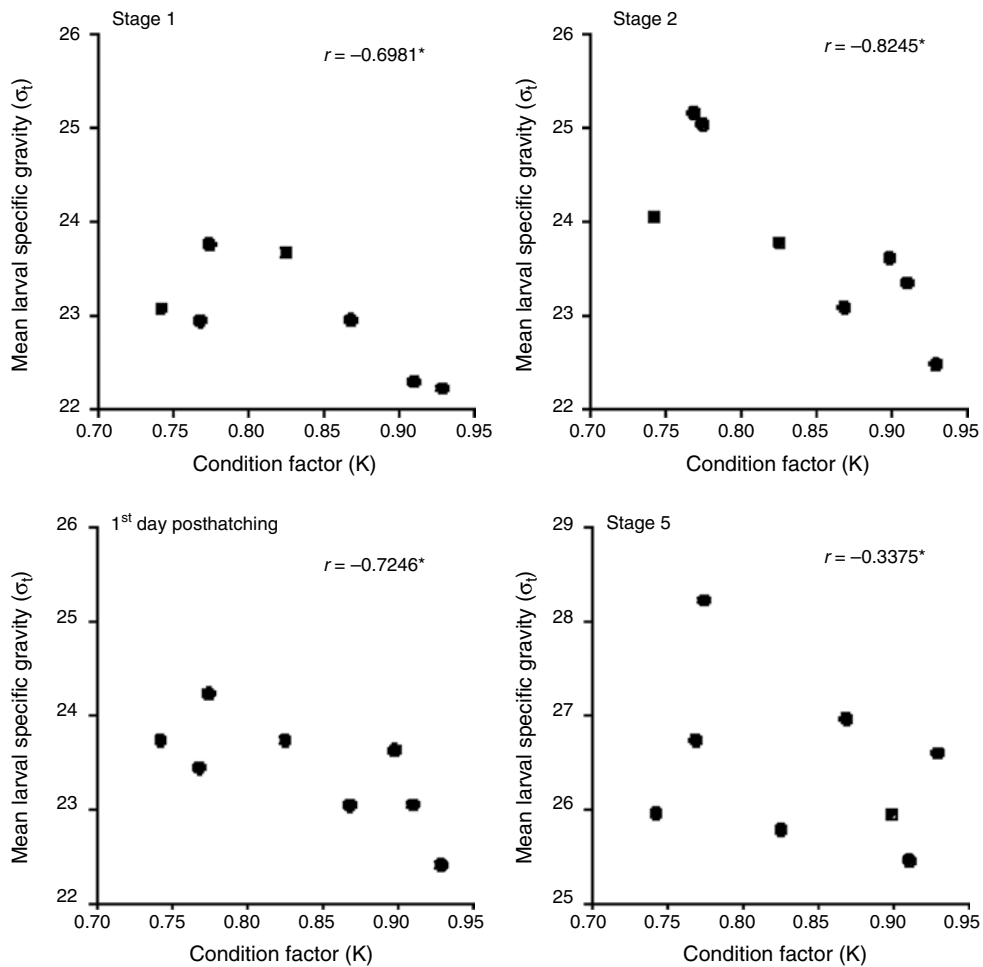 Stage 1
r = –0.6981*
26
25
24
23
22
Mean larval specific gravity (σt)
0.70 0.75 0.80 0.85 0.90 0.95
Condition factor (K)
Stage 2
r = –0.8245*
26
25
24
23
22
Mean larval specific gravity (σt)
0.70 0.75 0.80 0.85 0.90 0.95
Condition factor (K)
1st day posthatching
r = –0.7246*
26
25
24
23
22
Mean larval specific gravity (σt)
0.70 0.75 0.80 0.85 0.90 0.95
Condition factor (K)
Stage 5
r = –0.3375*
29
28
27
26
25
Mean larval specific gravity (σt)
0.70 0.75 0.80 0.85 0.90 0.95
Condition factor (K)